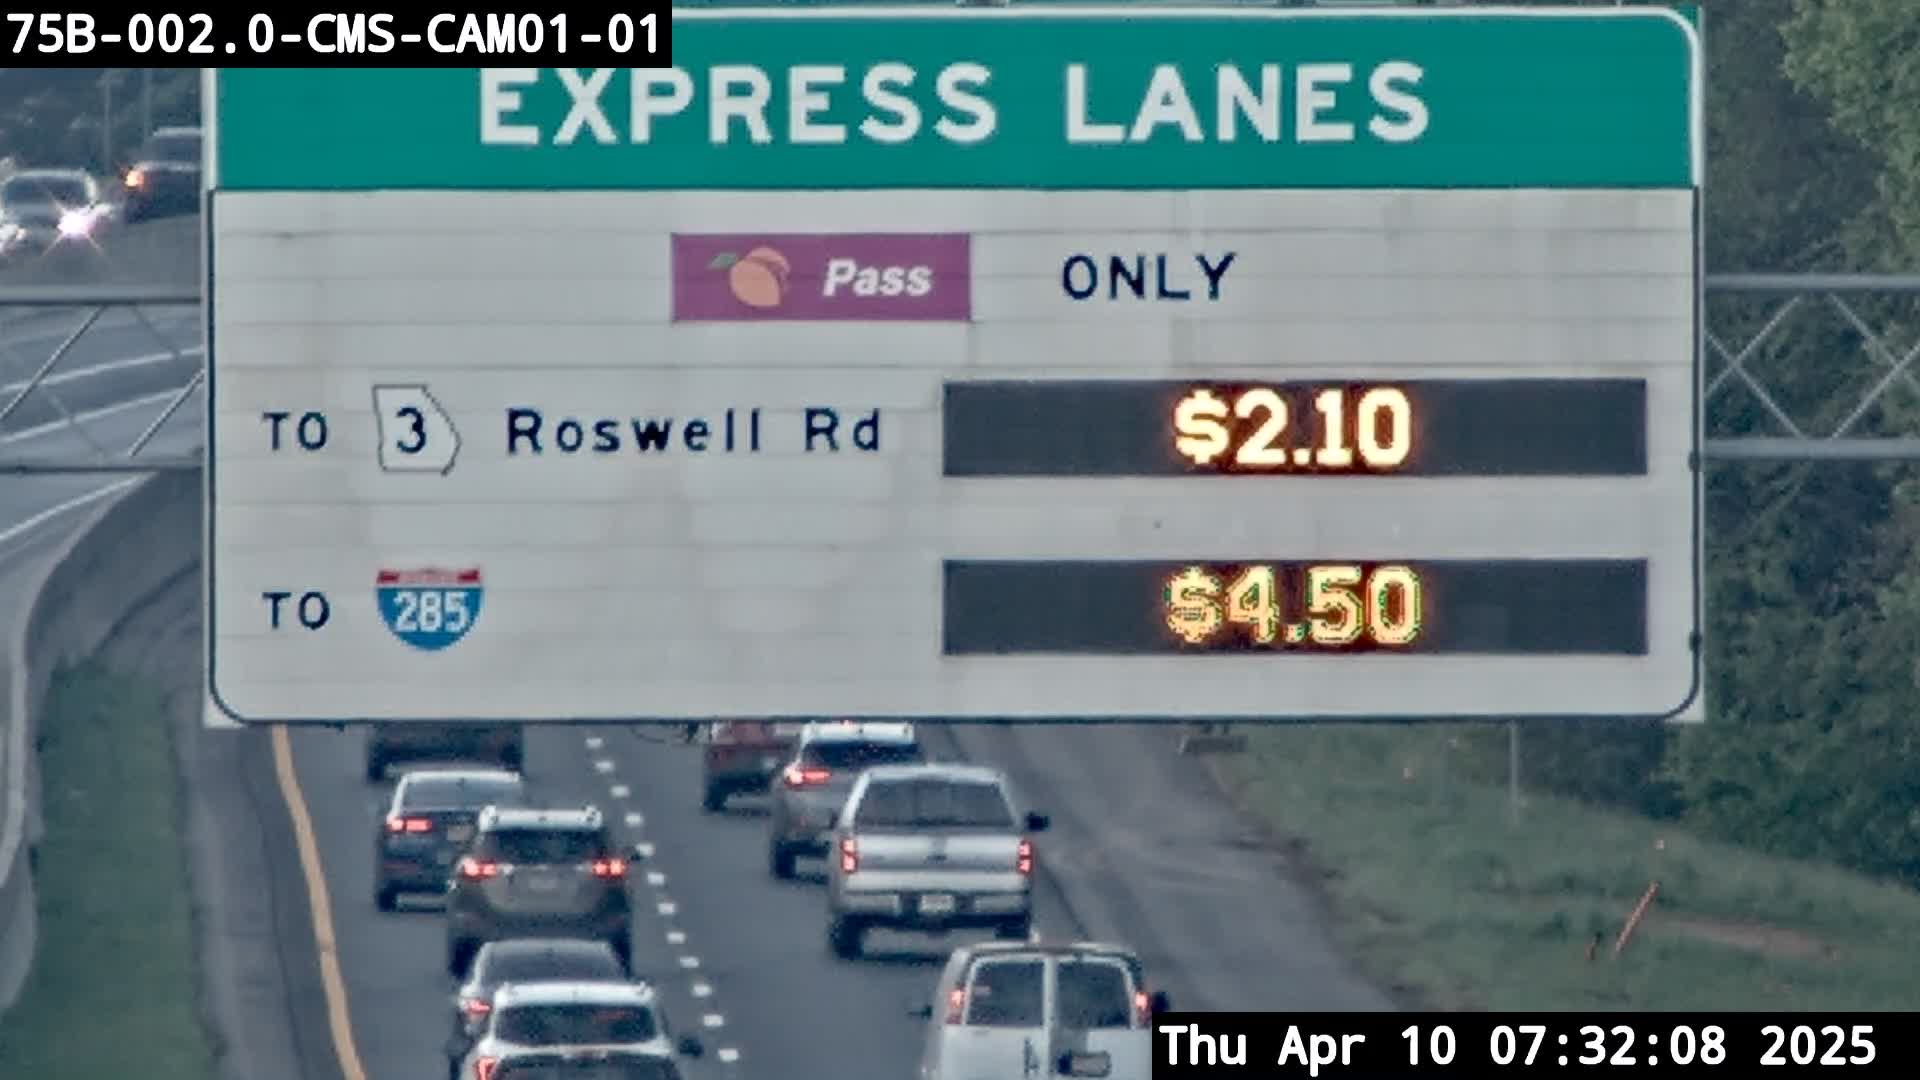 75B-002.0-CMS-CAM01-01
EXPRESS LANES
Pass ONLY
TO 3 Roswell Rd $2.10
TO 285 $4.50
Thu Apr 10 07:32:08 2025